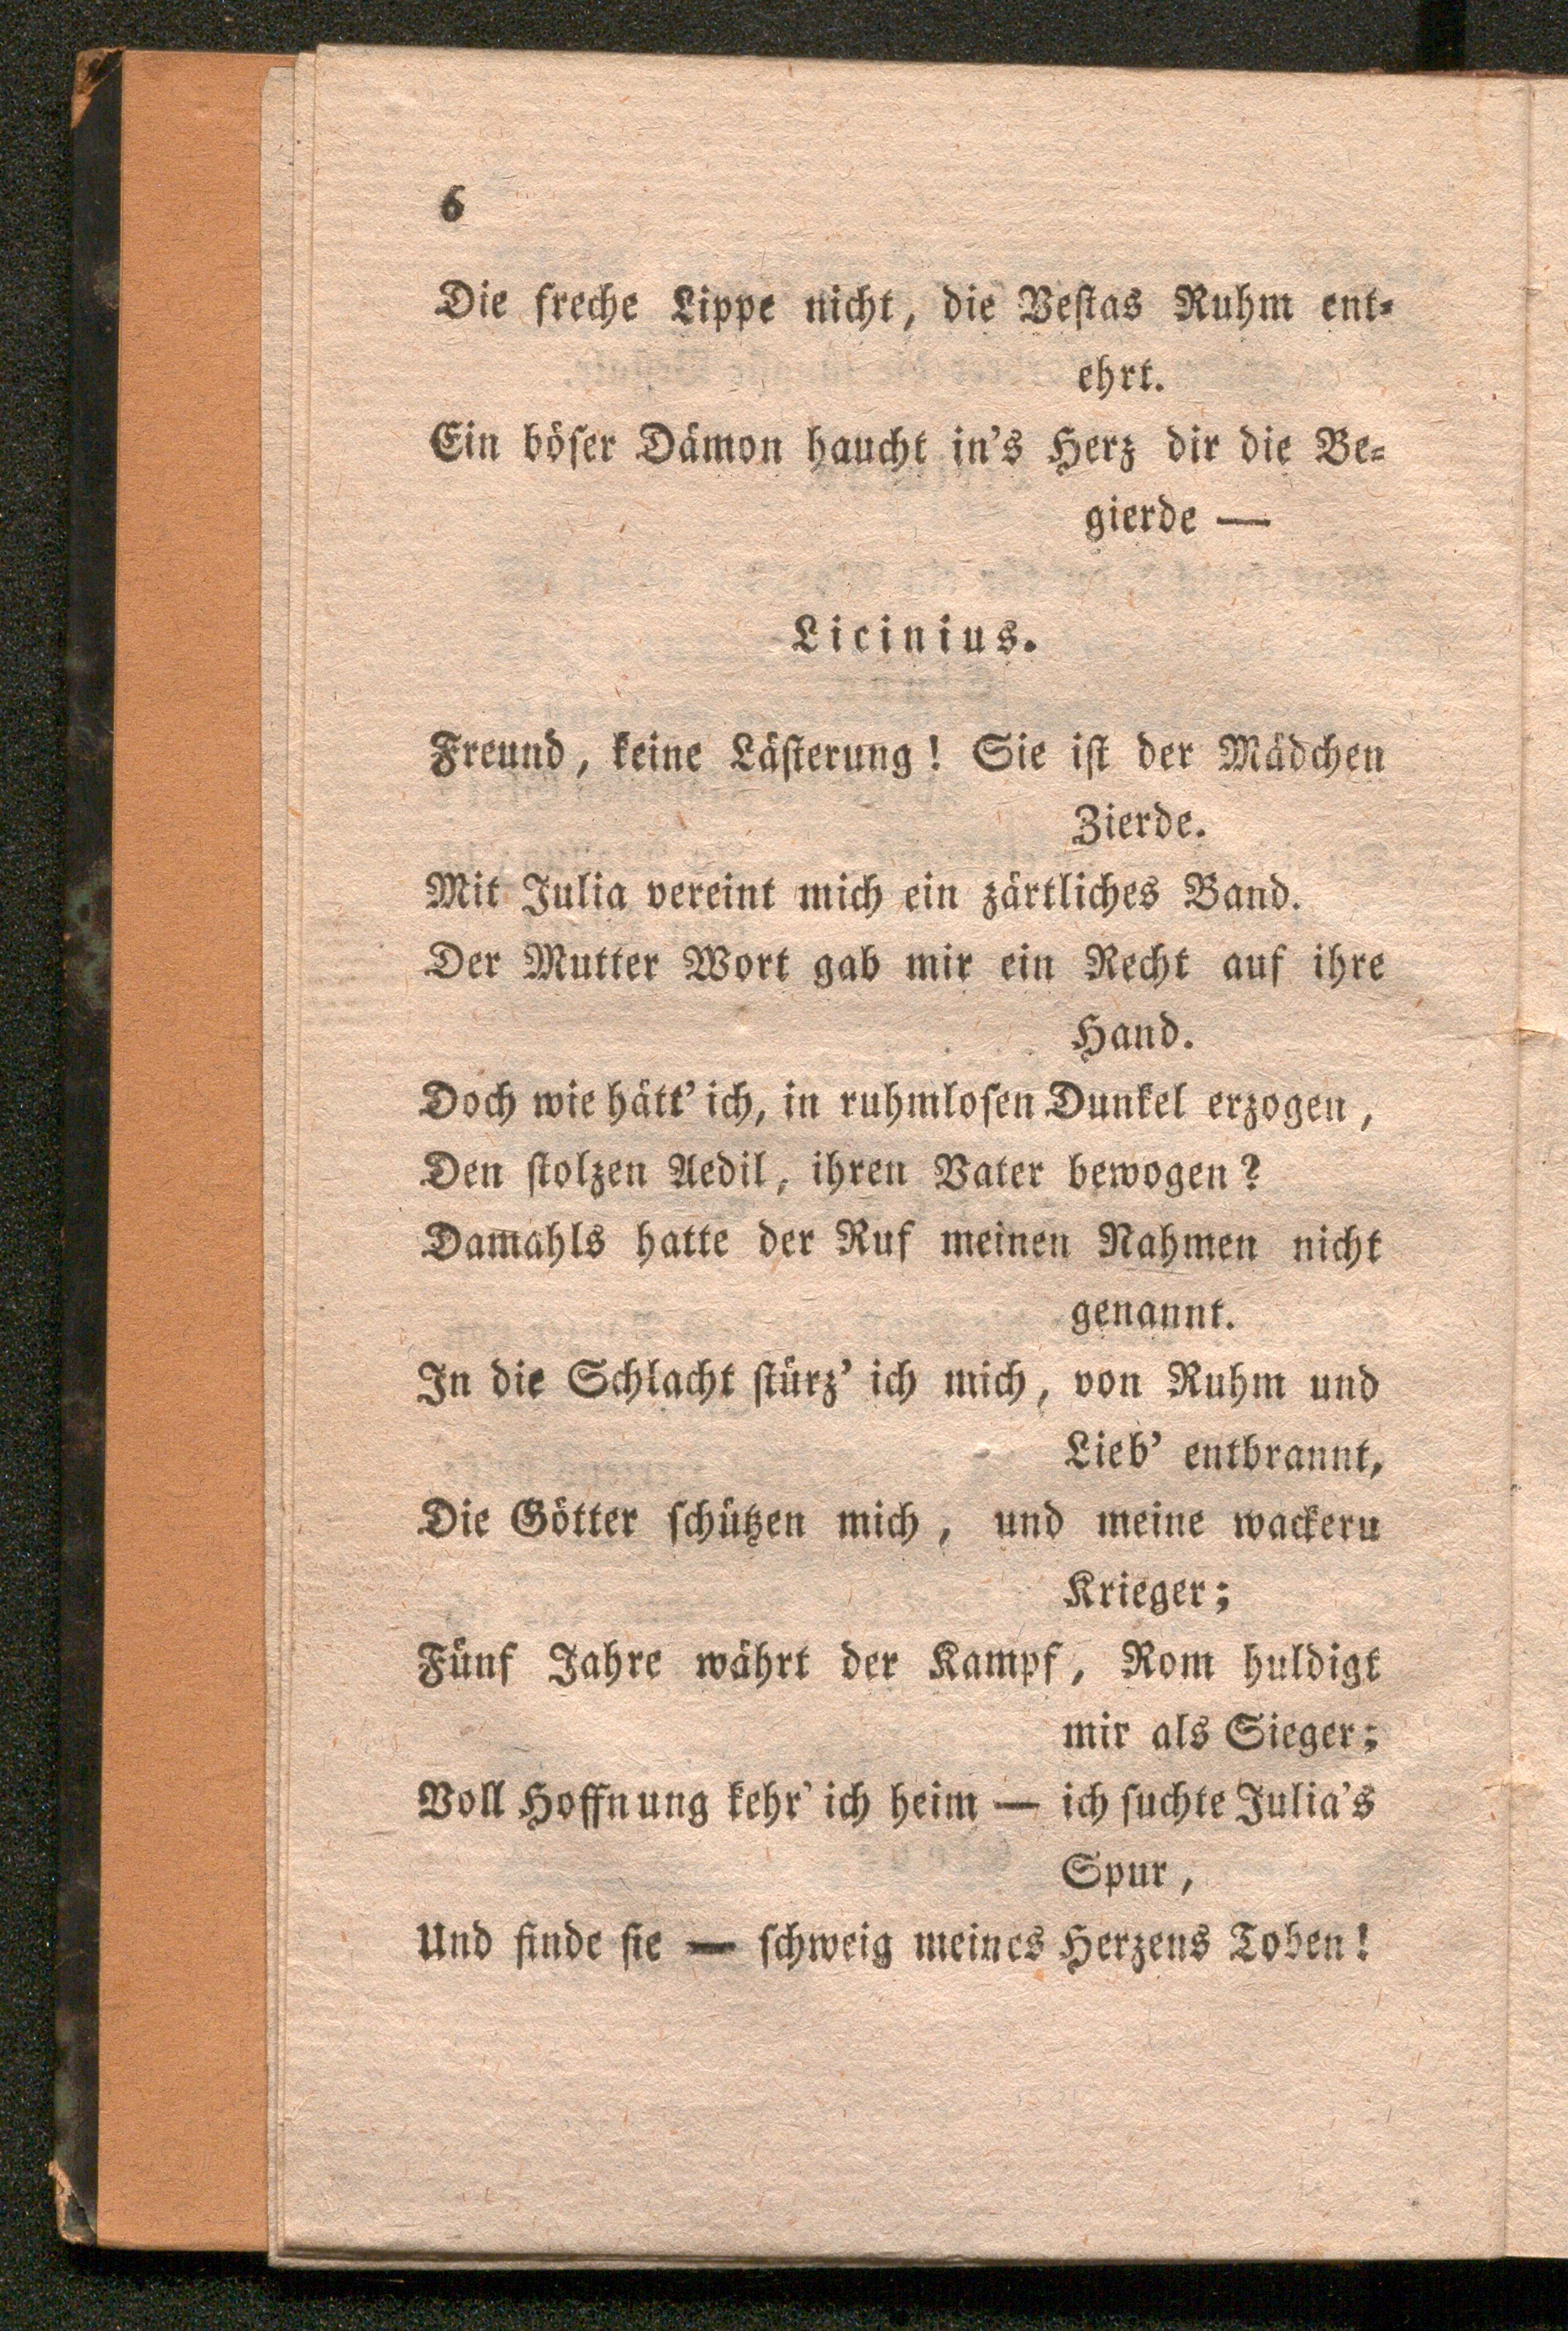 6
Die freche Lippe nicht, die Vestas Ruhm ent-
ehrt.
Ein böser Dämon haucht in's Herz dir die Be-
gierde —
Licinius.
Freund, keine Lästerung! Sie ist der Mädchen
Zierde.
Mit Julia vereint mich ein zärtliches Band.
Der Mutter Wort gab mir ein Recht auf ihre
Hand.
Doch wie hätt' ich, in ruhmlosen Dunkel erzogen,
Den stolzen Aedil, ihren Vater bewogen?
Damahls hatte der Ruf meinen Nahmen nicht
genannt.
In die Schlacht stürz' ich mich, von Ruhm und
Lieb' entbrannt,
Die Götter schützen mich, und meine wackern
Krieger;
Fünf Jahre währt der Kampf, Rom huldigt
mir als Sieger;
Voll Hoffnung kehr' ich heim — ich suchte Julia's
Spur,
Und finde sie — schweig meines Herzens Toben!